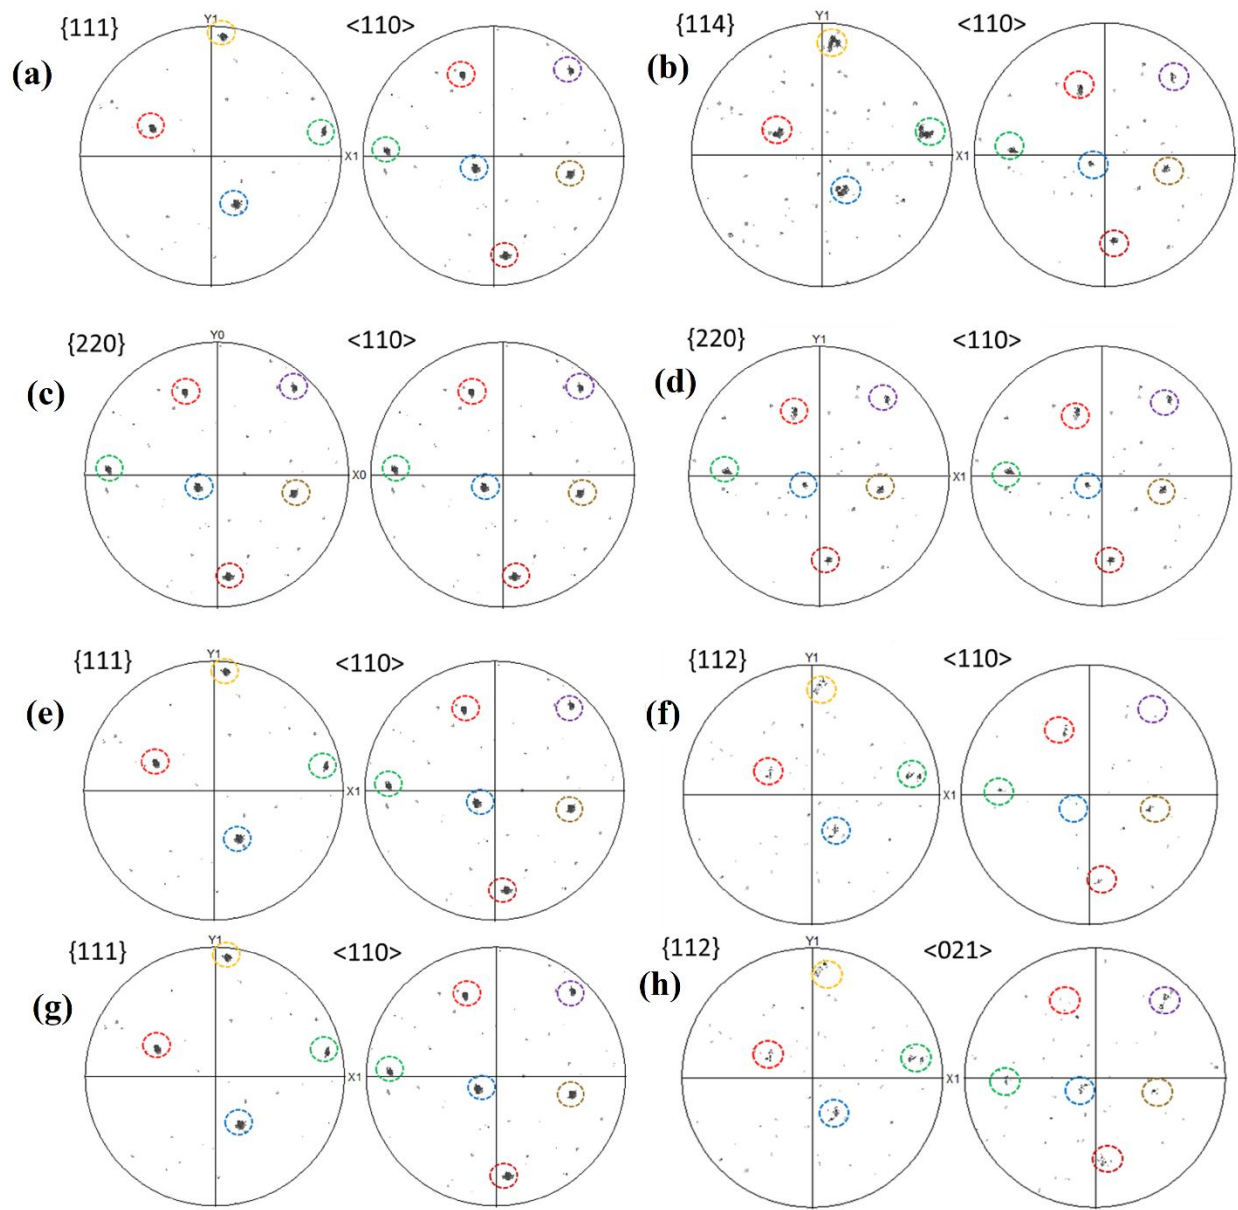 {111} Y1 <110> {114} Y1 <110>
(a) (b)
X1 X1
{220} Y0 <110> {220} Y1 <110>
(c) (d)
X0 X1
{111} Y1 <110> {112} Y1 <110>
(e) (f)
X1 X1
{111} Y1 <110> {112} Y1 <021>
(g) (h)
X1 X1